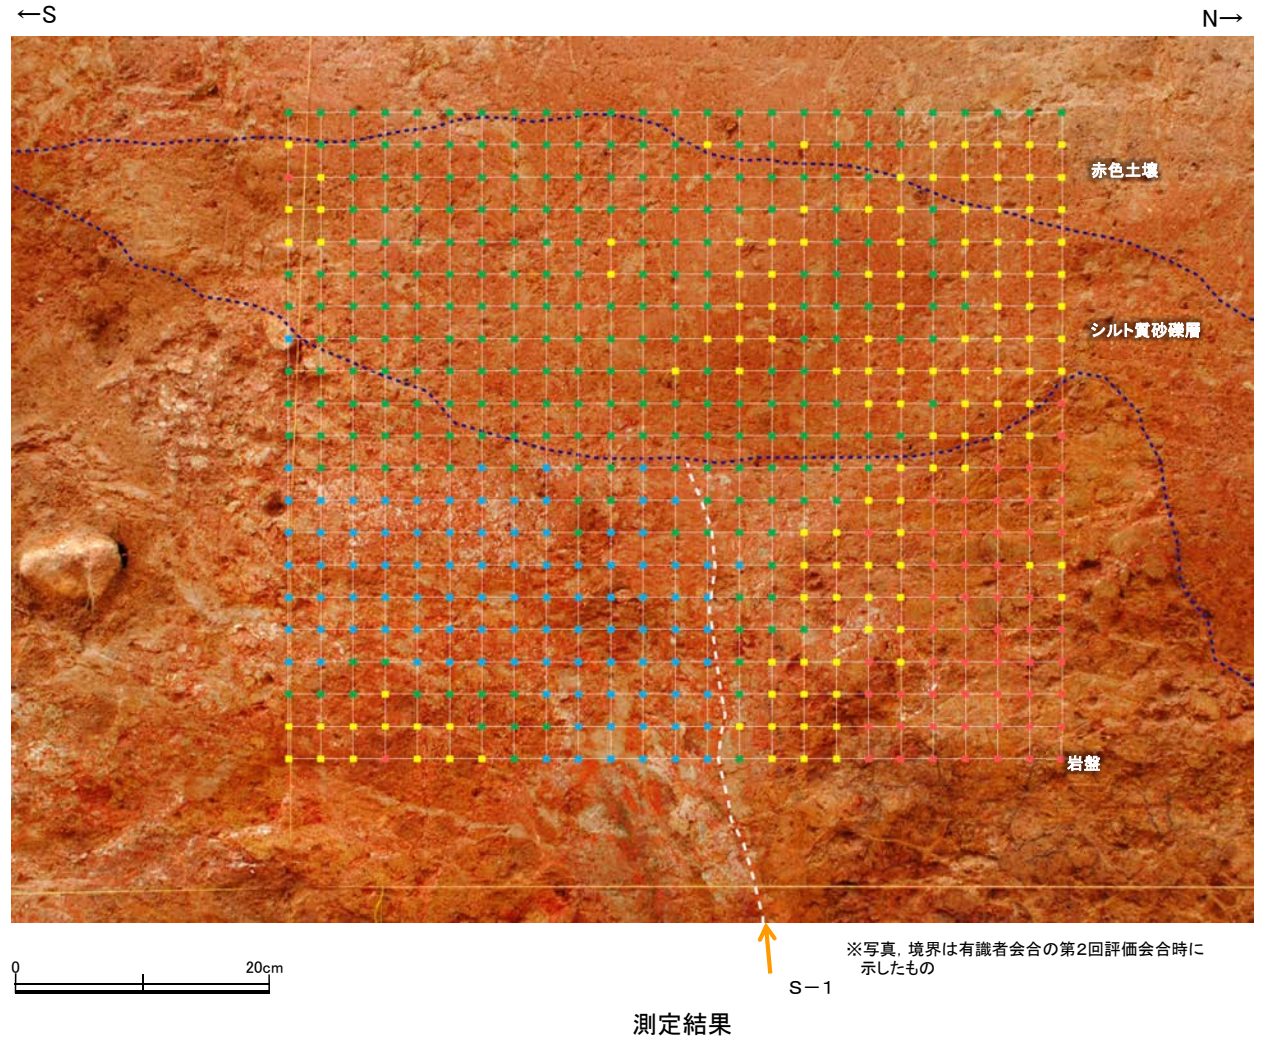 ←S
N→
赤色土壌
シルト質砂礫層
岩盤
0
20cm
※写真，境界は有識者会合の第2回評価会合時に
示したもの
S－1
測定結果